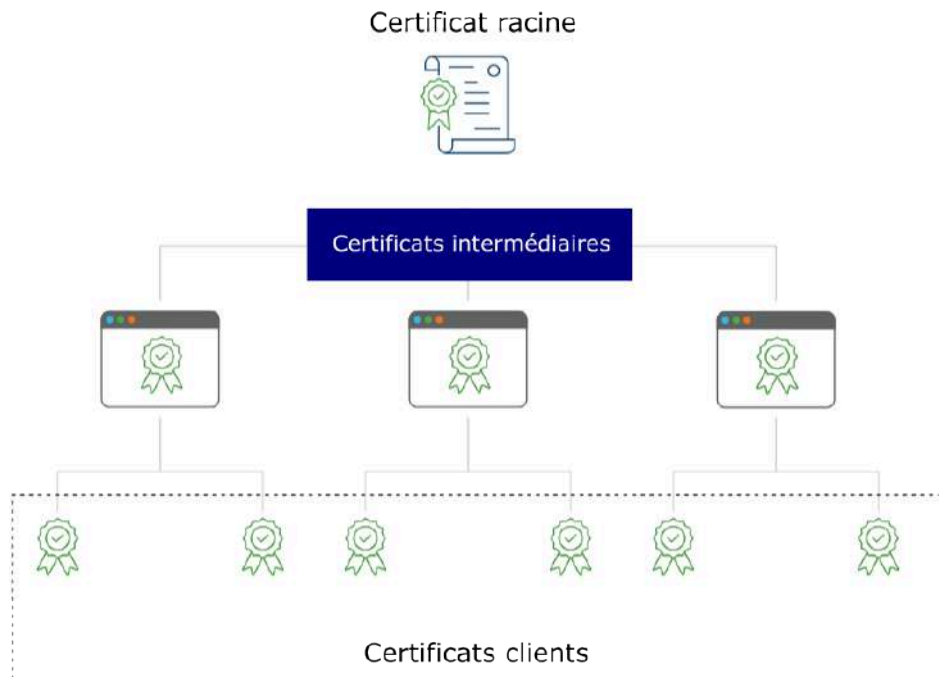 Certificat racine
Certificats intermédiaires
Certificats clients